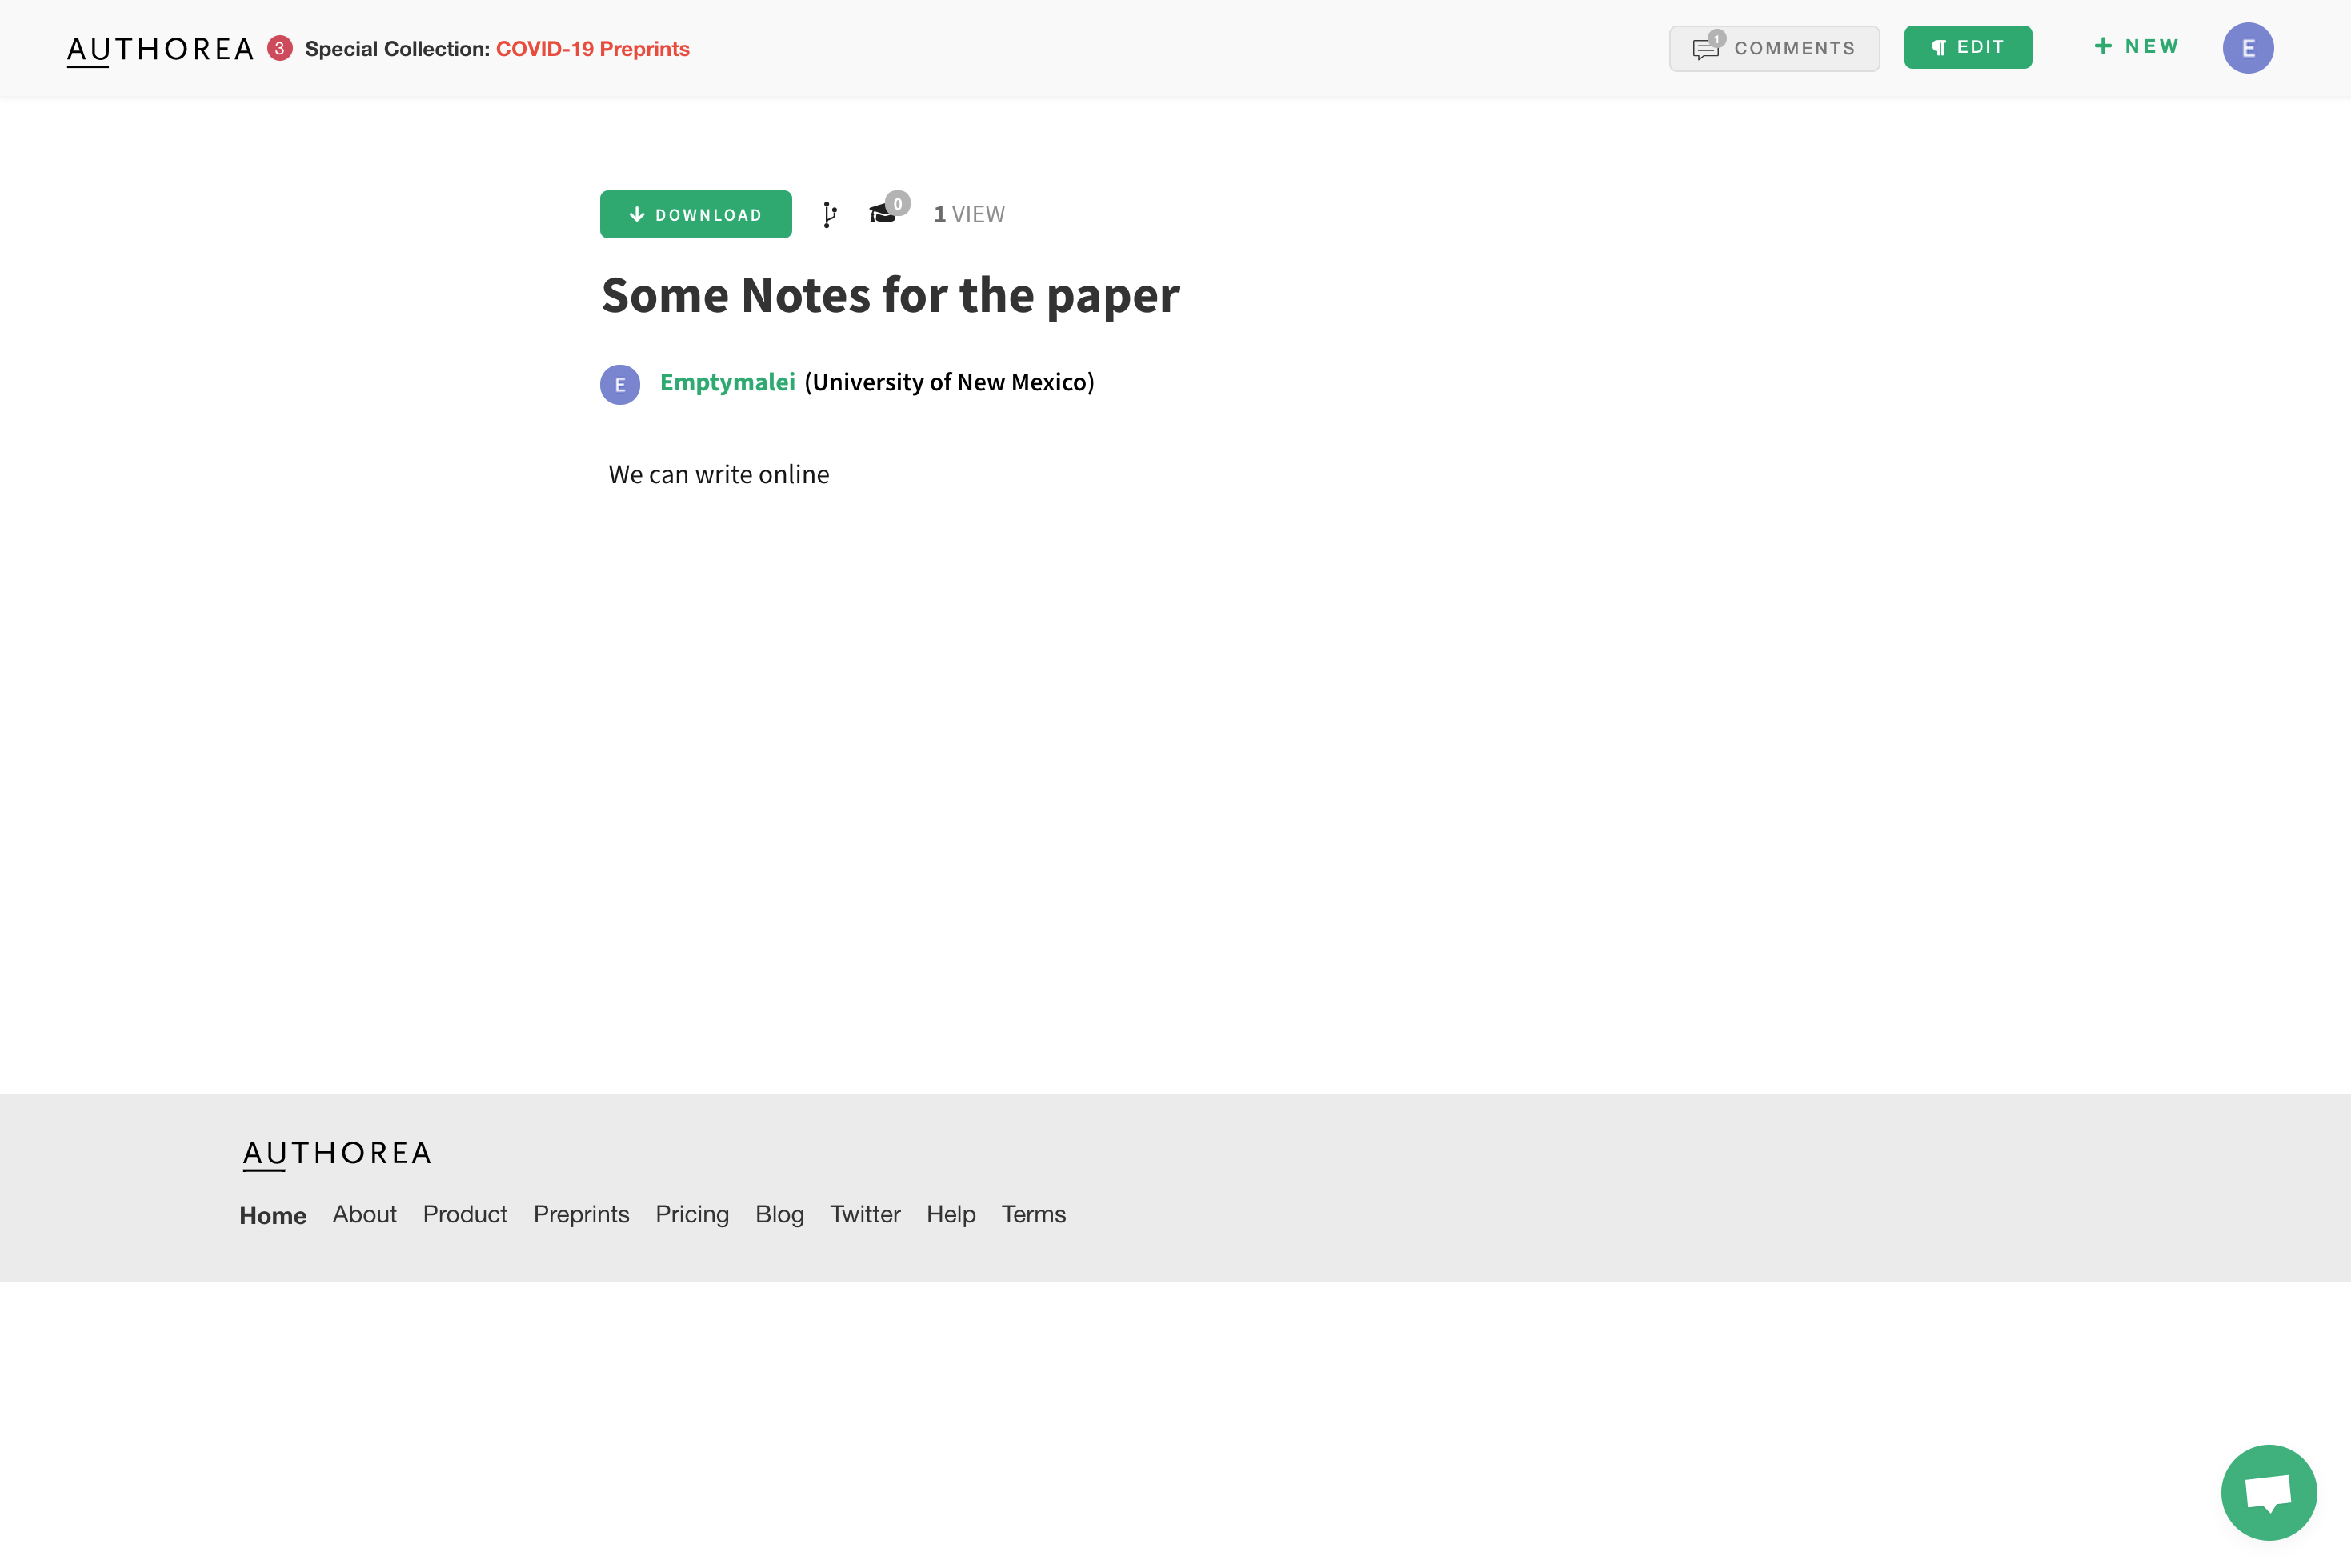 AUTHOREA 3 Special Collection: COVID-19 Preprints 1 COMMENTS ¶ EDIT + NEW E
DOWNLOAD 0 1 VIEW
Some Notes for the paper
E Emptymalei (University of New Mexico)
We can write online
AUTHOREA
Home About Product Preprints Pricing Blog Twitter Help Terms